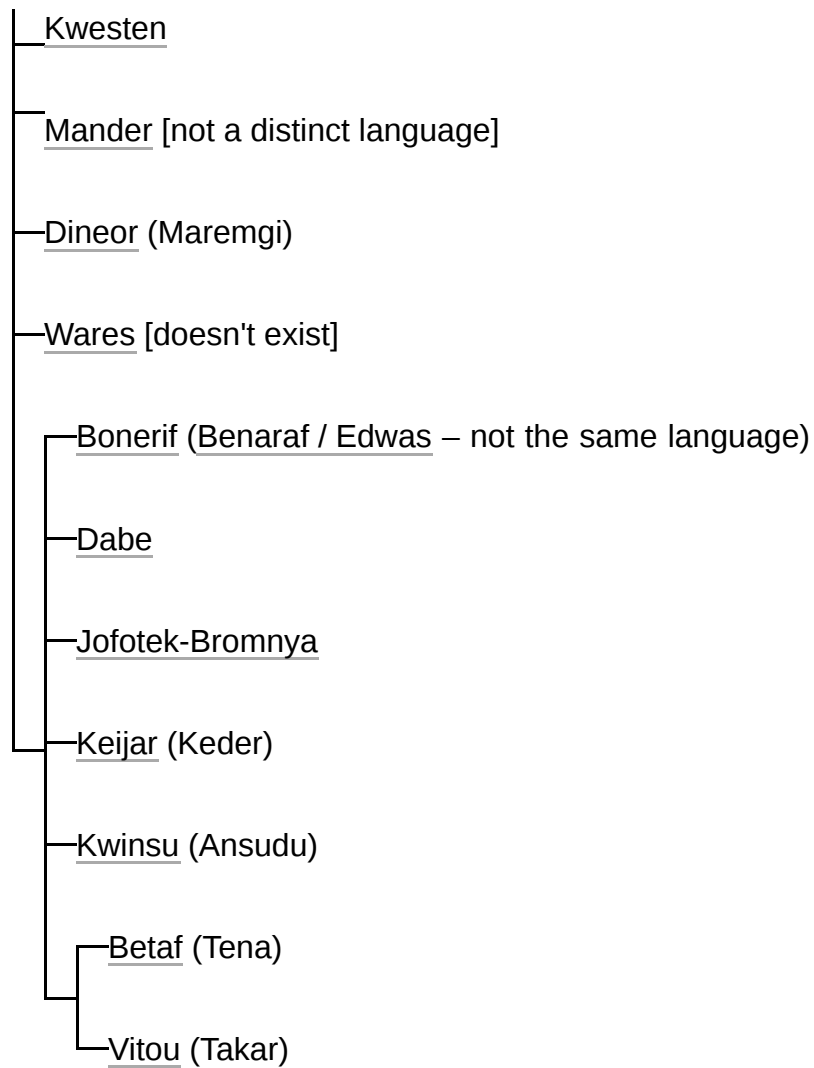 Kwesten
Mander [not a distinct language]
Dineor (Maremgi)
Wares [doesn't exist]
Bonerif (Benaraf / Edwas – not the same language)
Dabe
Jofotek-Bromnya
Keijar (Keder)
Kwinsu (Ansudu)
Betaf (Tena)
Vitou (Takar)